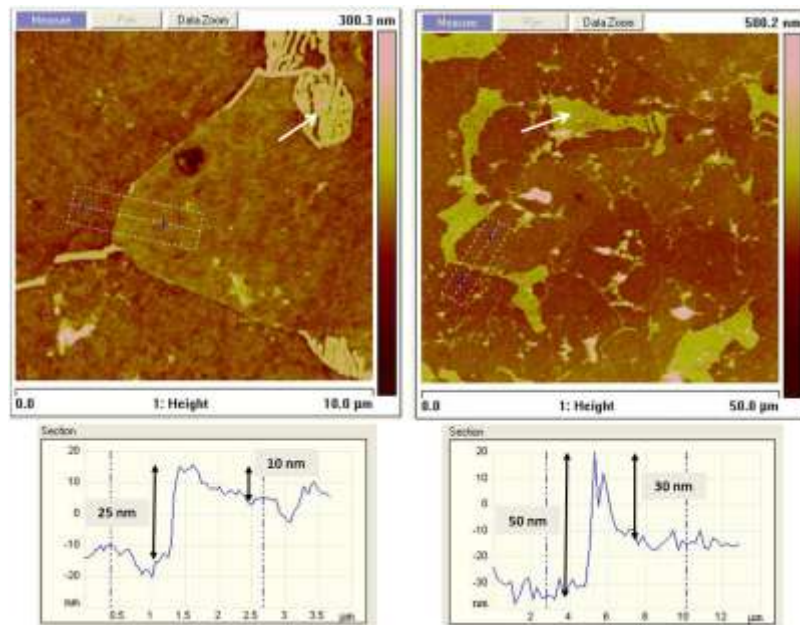 Measure Pan Data Zoom 300.3 nm
0.0 1: Height 10.0 µm
Section
20
10
0
-10
-20
nm
25 nm
10 nm
0.5 1 1.5 2 2.5 3 3.5 µm
Measure Pan Data Zoom 500.2 nm
0.0 1: Height 50.0 µm
Section
20
10
0
-10
-20
-30
nm
50 nm
30 nm
2 4 6 8 10 12 µm